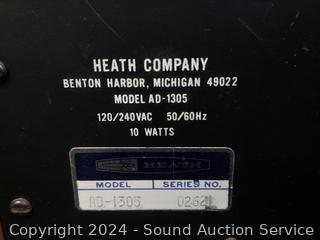 HEATH COMPANY
BENTON HARBOR, MICHIGAN 49022
MODEL AD-1305
120/240VAC 50/60Hz
10 WATTS
HEATH
MODEL SERIES NO.
AD-1305
Copyright © 2024 - Sound Auction Service